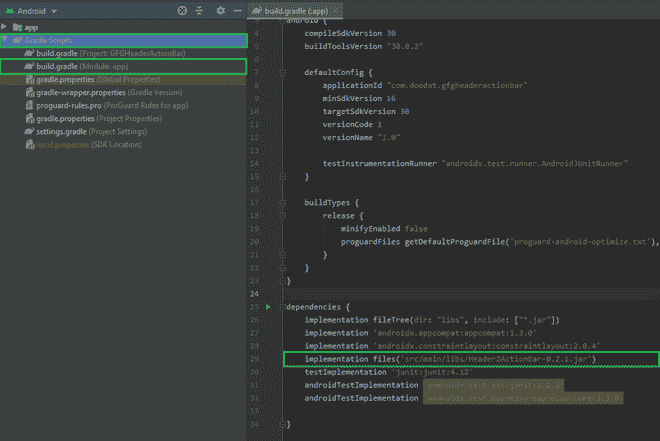 Android
app
Gradle Scripts
build.gradle (Project: GFGHeaderActionBar)
build.gradle (Module: app)
gradle.properties (Global Properties)
gradle-wrapper.properties (Gradle Version)
proguard-rules.pro (ProGuard Rules for app)
gradle.properties (Project Properties)
settings.gradle (Project Settings)
local.properties (SDK Location)
build.gradle (:app)
3 android {
4 compileSdkVersion 30
5 buildToolsVersion "30.0.2"
6
7 defaultConfig {
8 applicationId "com.doodat.gfgheaderactionbar"
9 minSdkVersion 16
10 targetSdkVersion 30
11 versionCode 1
12 versionName "1.0"
13
14 testInstrumentationRunner "androidx.test.runner.AndroidJUnitRunner"
15 }
16
17 buildTypes {
18 release {
19 minifyEnabled false
20 proguardFiles getDefaultProguardFile('proguard-android-optimize.txt'),
21 }
22 }
23 }
24
25 dependencies {
26 implementation fileTree(dir: "libs", include: ["*.jar"])
27 implementation 'androidx.appcompat:appcompat:1.3.0'
28 implementation 'androidx.constraintlayout:constraintlayout:2.0.4'
29 implementation files('src/main/libs/Header2ActionBar-0.2.1.jar')
30 testImplementation 'junit:junit:4.12'
31 androidTestImplementation 'androidx.test.ext:junit:1.1.2'
32 androidTestImplementation 'androidx.test.espresso:espresso-core:3.3.0'
33
34 }